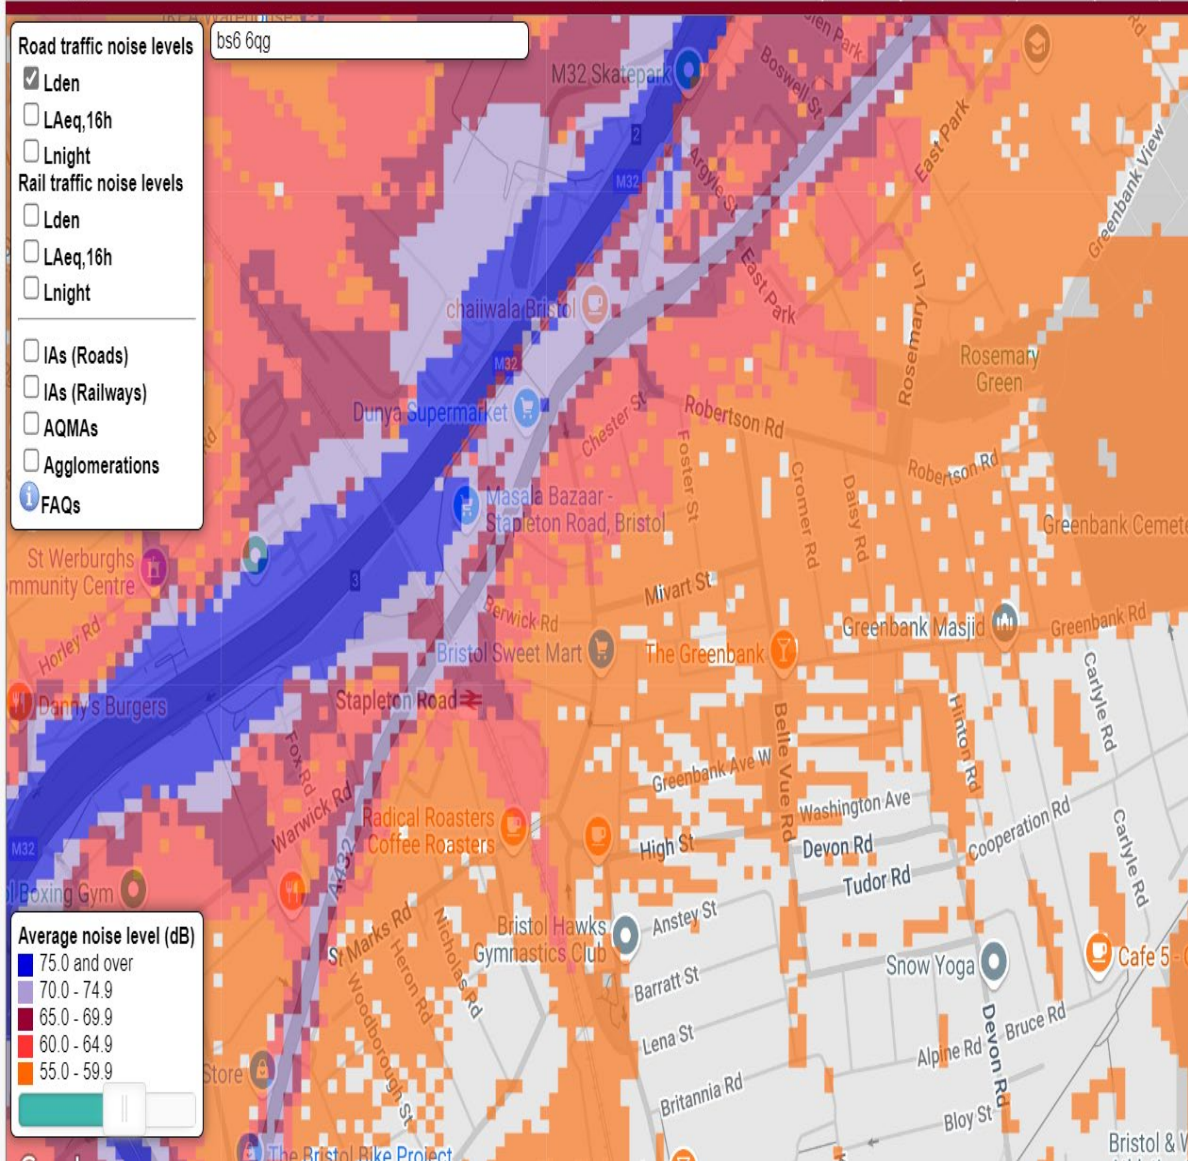 Road traffic noise levels
Lden
LAeq,16h
Lnight
Rail traffic noise levels
Lden
LAeq,16h
Lnight
IAs (Roads)
IAs (Railways)
AQMAs
Agglomerations
FAQs
bs6 6qg
M32 Skatepark
Boswell St
Park
Rd
East Park
Greenbank View
2
M32
Argyle St
East Park
chaiiwala Bristol
Rosemary Ln
Rosemary
Green
M32
Dunya Supermarket
Chester St
Robertson Rd
Foster St
Cromer Rd
Daisy Rd
Robertson Rd
Masala Bazaar -
Stapleton Road, Bristol
Greenbank Cemete
St Werburghs
mmunity Centre
3
Horley Rd
Mivart St
Berwick Rd
Bristol Sweet Mart
The Greenbank
Greenbank Masjid
Greenbank Rd
Danny's Burgers
Stapleton Road
Fox Rd
Warwick Rd
Belle Vue Rd
Hinton Rd
Carlyle Rd
Greenbank Ave W
Washington Ave
Cooperation Rd
Carlyle Rd
M32
Radical Roasters
Coffee Roasters
High St
Devon Rd
Tudor Rd
A432
ol Boxing Gym
St Marks Rd
Heron Rd
Nicholas Rd
Woodborough St
Bristol Hawks
Gymnastics Club
Anstey St
Barratt St
Lena St
Britannia Rd
Snow Yoga
Cafe 5 -
Devon Rd
Bruce Rd
Alpine Rd
Bloy St
Bristol & W
Store
The Bristol Bike Project
Average noise level (dB)
75.0 and over
70.0 - 74.9
65.0 - 69.9
60.0 - 64.9
55.0 - 59.9